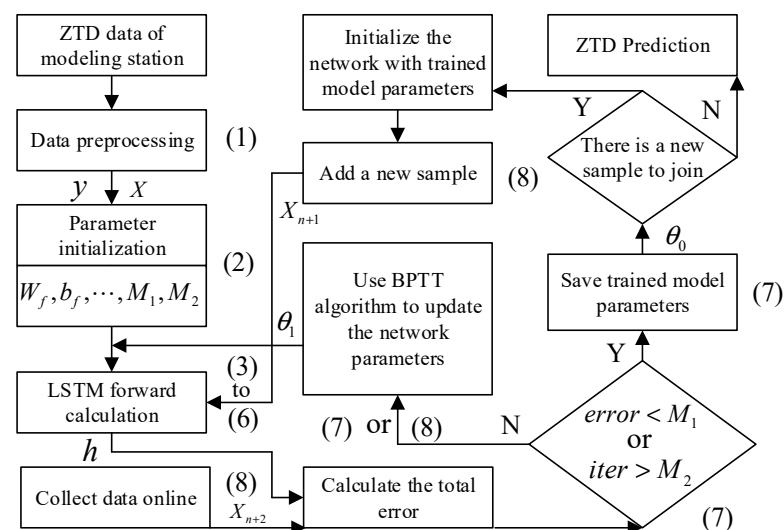 ZTD data of
modeling station
Data preprocessing
(1)
y
X
Parameter
initialization
(2)
W_f, b_f, ⋯, M_1, M_2
LSTM forward
calculation
(3)
to
(6)
h
Collect data online
(8)
X_{n+2}
Calculate the total
error
(7)
Initialize the
network with trained
model parameters
Add a new sample
(8)
X_{n+1}
Use BPTT
algorithm to update
the network
parameters
θ_1
(7) or (8)
N
error < M_1
or
iter > M_2
Y
Save trained model
parameters
(7)
θ_0
There is a new
sample to join
Y
N
ZTD Prediction